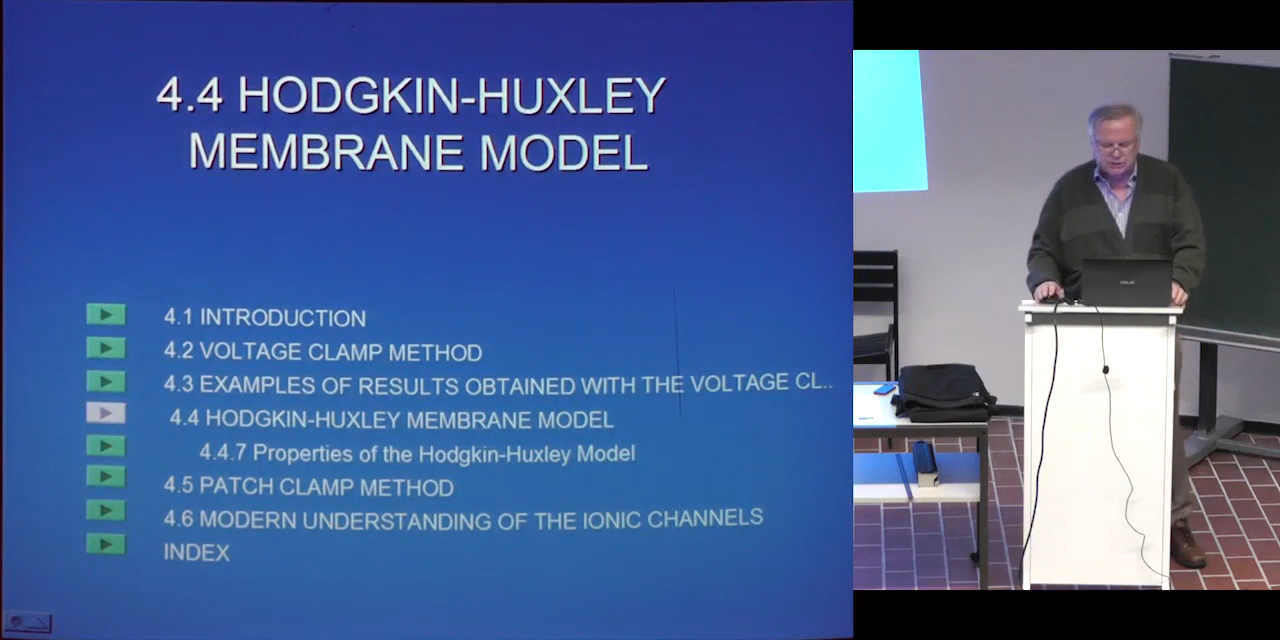 4.4 HODGKIN-HUXLEY
MEMBRANE MODEL
4.1 INTRODUCTION
4.2 VOLTAGE CLAMP METHOD
4.3 EXAMPLES OF RESULTS OBTAINED WITH THE VOLTAGE CL..
4.4 HODGKIN-HUXLEY MEMBRANE MODEL
4.4.7 Properties of the Hodgkin-Huxley Model
4.5 PATCH CLAMP METHOD
4.6 MODERN UNDERSTANDING OF THE IONIC CHANNELS
INDEX
ASUS